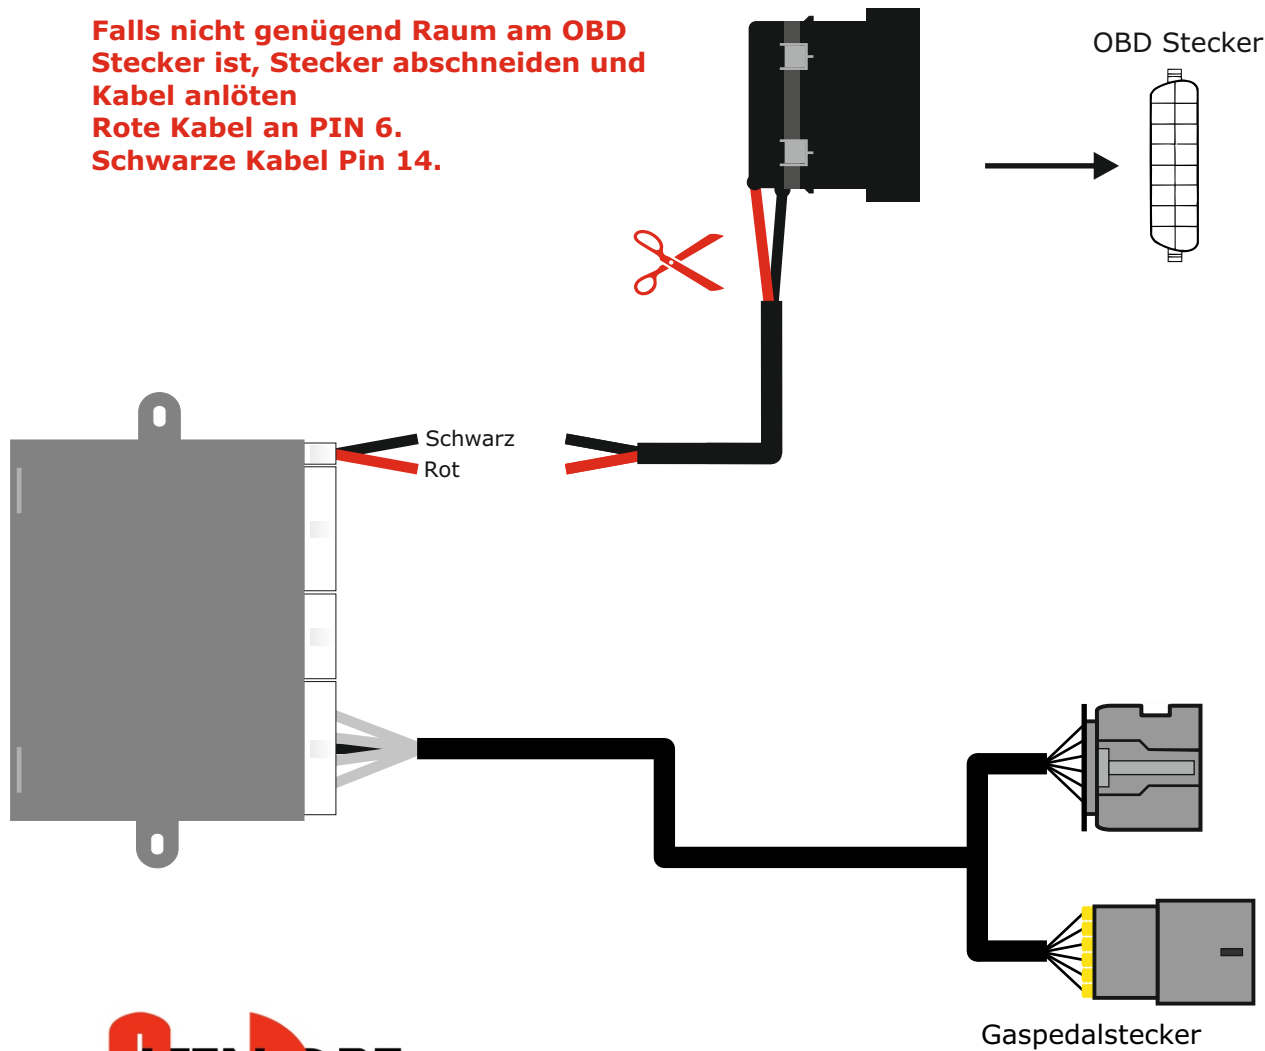 Falls nicht genügend Raum am OBD
Stecker ist, Stecker abschneiden und
Kabel anlöten
Rote Kabel an PIN 6.
Schwarze Kabel Pin 14.
OBD Stecker
Schwarz
Rot
Gaspedalstecker